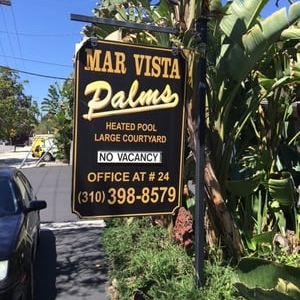 MAR VISTA
Palms
HEATED POOL
LARGE COURTYARD
NO VACANCY
OFFICE AT # 24
(310) 398-8579